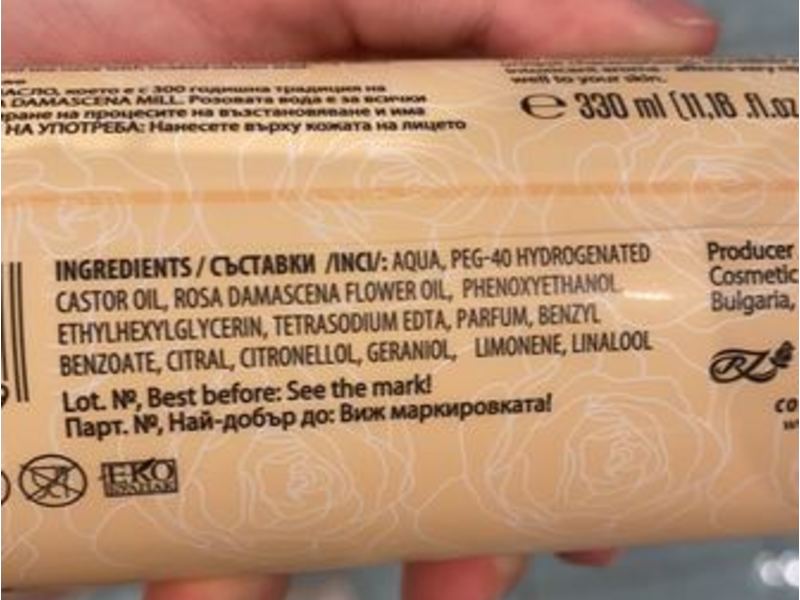 МАСЛО, което е с 300 годишна традиция на
DAMASCENA MILL. Розовата вода е за всички
на процесите на възстановяване и има
НА УПОТРЕБА: Нанесете върху кожата на лицето
well to your skin.
e 330 ml (11,16 .fl.oz
INGREDIENTS / СЪСТАВКИ /INCI/: AQUA, PEG-40 HYDROGENATED
CASTOR OIL, ROSA DAMASCENA FLOWER OIL, PHENOXYETHANOL
ETHYLHEXYLGLYCERIN, TETRASODIUM EDTA, PARFUM, BENZYL
BENZOATE, CITRAL, CITRONELLOL, GERANIOL, LIMONENE, LINALOOL
Lot. №, Best before: See the mark!
Парт. №, Най-добър до: Виж маркировката!
Producer
Cosmetic
Bulgaria,
EKO